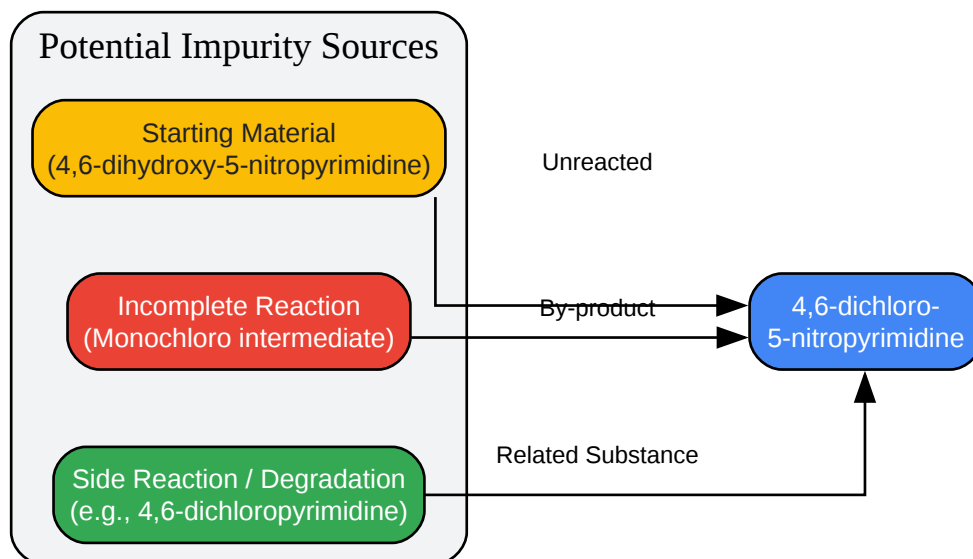 Potential Impurity Sources
Starting Material
(4,6-dihydroxy-5-nitropyrimidine)
Unreacted
Incomplete Reaction
(Monochloro intermediate)
By-product
4,6-dichloro-
5-nitropyrimidine
Side Reaction / Degradation
(e.g., 4,6-dichloropyrimidine)
Related Substance